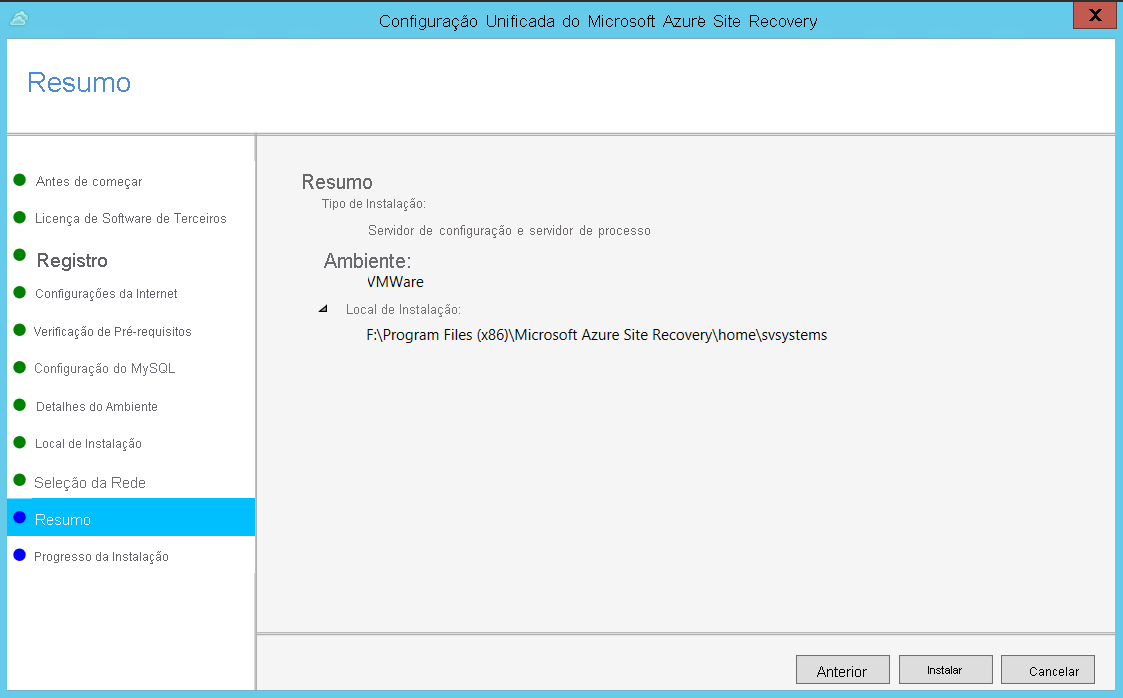 Configuração Unificada do Microsoft Azure Site Recovery
X
Resumo
Antes de começar
Licença de Software de Terceiros
Registro
Configurações da Internet
Verificação de Pré-requisitos
Configuração do MySQL
Detalhes do Ambiente
Local de Instalação
Seleção da Rede
Resumo
Progresso da Instalação
Resumo
Tipo de Instalação:
Servidor de configuração e servidor de processo
Ambiente:
VMWare
Local de Instalação:
F:\Program Files (x86)\Microsoft Azure Site Recovery\home\svsystems
Anterior
Instalar
Cancelar